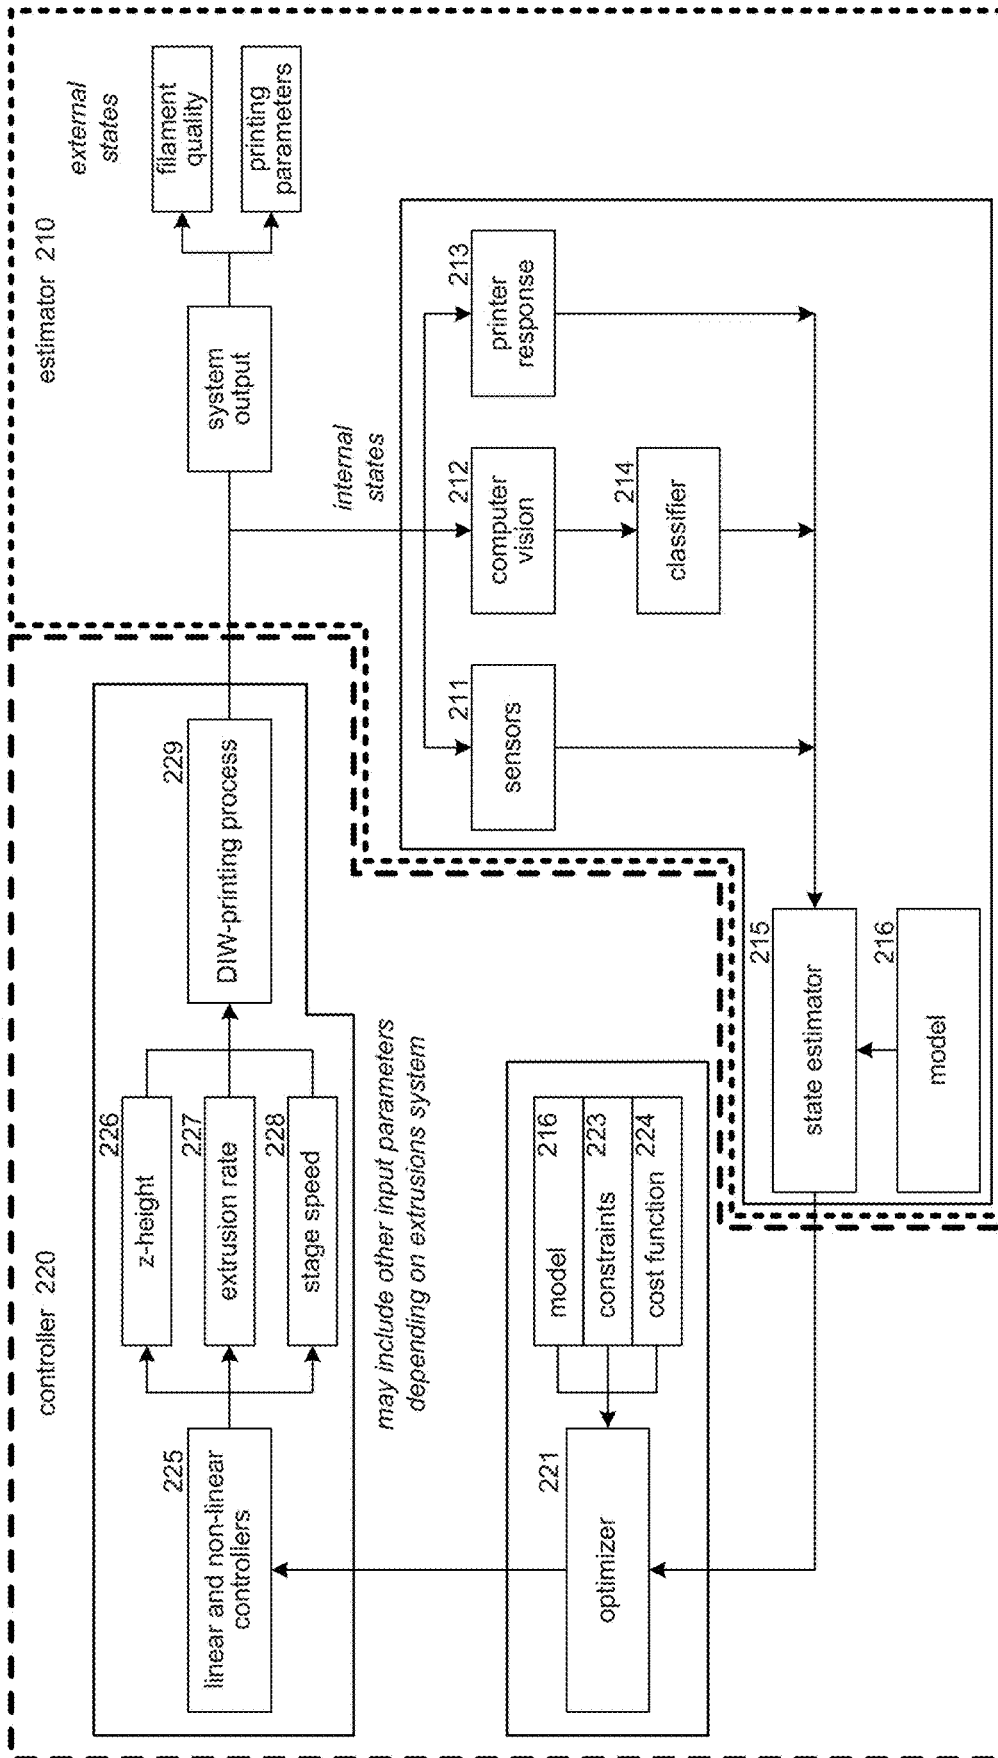 controller 220
estimator 210
225
linear and non-linear
controllers
226
z-height
227
extrusion rate
228
stage speed
229
DIW-printing process
system
output
external
states
filament
quality
printing
parameters
may include other input parameters
depending on extrusions system
internal
states
221
optimizer
model 216
constraints 223
cost function 224
211
sensors
212
computer
vision
213
printer
response
214
classifier
215
state estimator
216
model